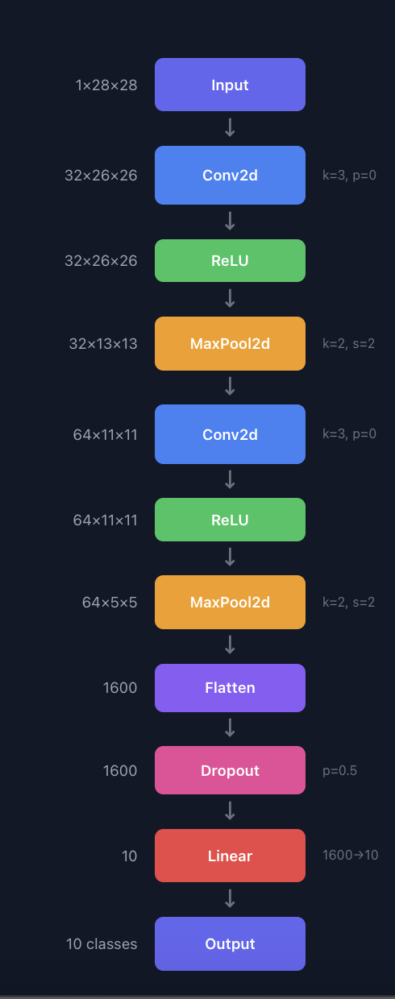 1×28×28 Input
↓
32×26×26 Conv2d k=3, p=0
↓
32×26×26 ReLU
↓
32×13×13 MaxPool2d k=2, s=2
↓
64×11×11 Conv2d k=3, p=0
↓
64×11×11 ReLU
↓
64×5×5 MaxPool2d k=2, s=2
↓
1600 Flatten
↓
1600 Dropout p=0.5
↓
10 Linear 1600→10
↓
10 classes Output